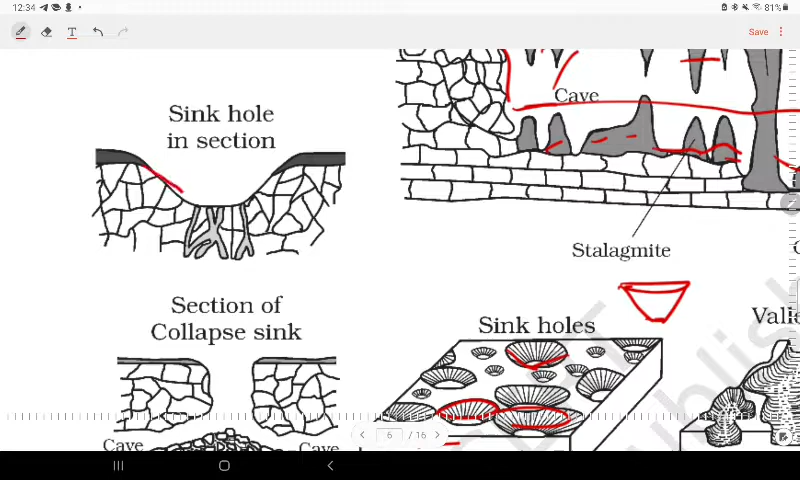 12:34
81%
T
Save
Sink hole
in section
Cave
Stalagmite
Section of
Collapse sink
Sink holes
Cave
Cave
6 / 16